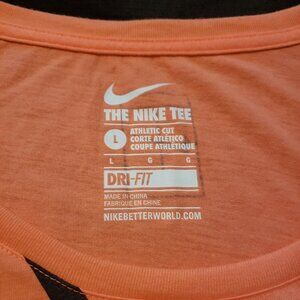 THE NIKE TEE
L
ATHLETIC CUT
CORTE ATLÉTICO
COUPE ATHLÉTIQUE
L G G
DRI-FIT
MADE IN CHINA
FABRIQUÉ EN CHINE
NIKEBETTERWORLD.COM